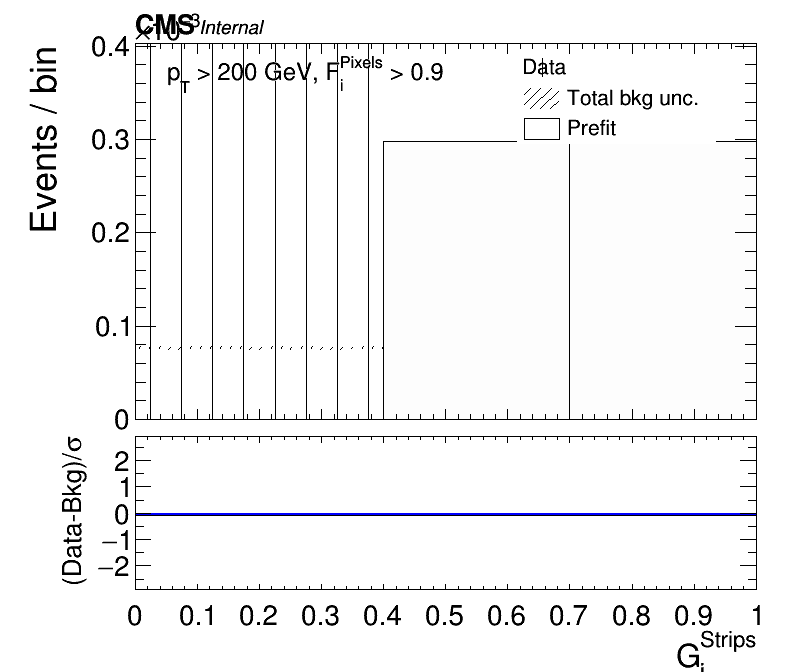 CMS Internal
×10⁻³
p_T > 200 GeV, F_i^Pixels > 0.9
Data
Total bkg unc.
Prefit
Events / bin
0.4
0.3
0.2
0.1
0
(Data-Bkg)/σ
2
1
0
−1
−2
0 0.1 0.2 0.3 0.4 0.5 0.6 0.7 0.8 0.9 1
G_i^Strips